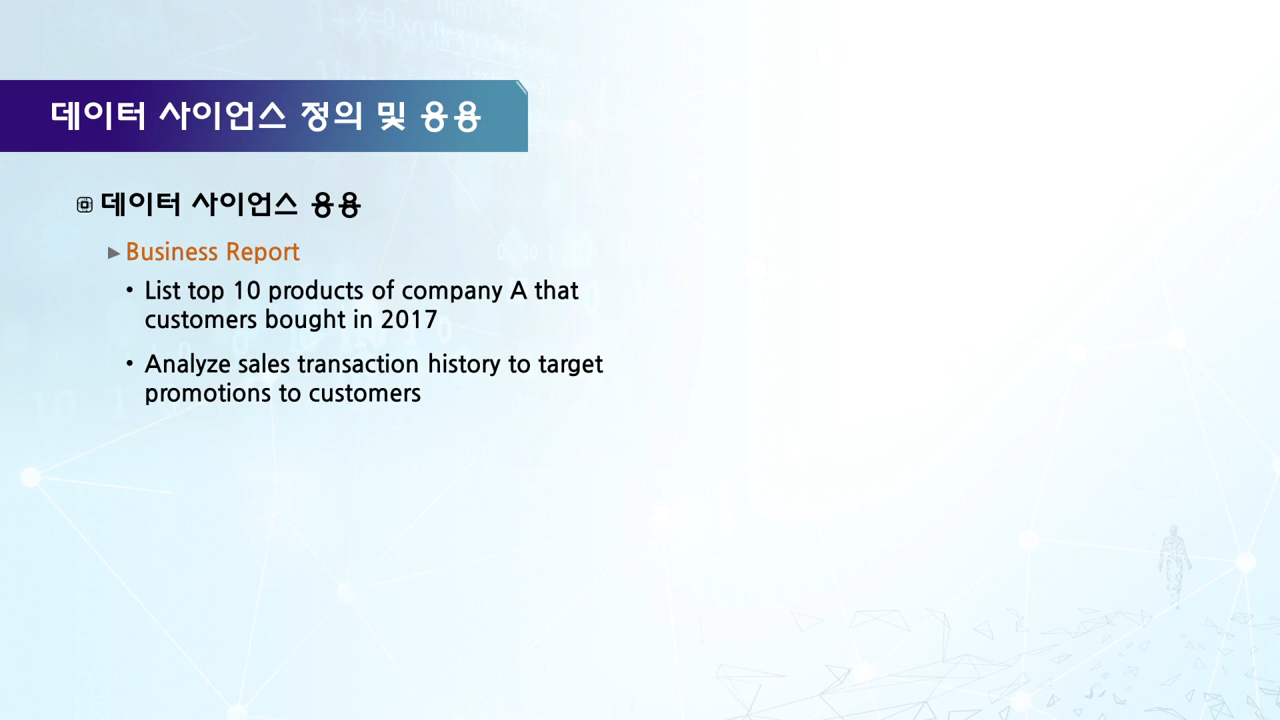 데이터 사이언스 정의 및 응용
데이터 사이언스 응용
▶ Business Report
• List top 10 products of company A that
customers bought in 2017
• Analyze sales transaction history to target
promotions to customers